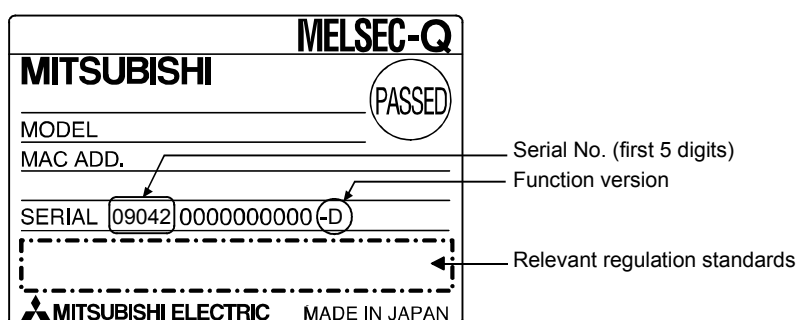 MELSEC-Q
MITSUBISHI
PASSED
MODEL
MAC ADD.
Serial No. (first 5 digits)
Function version
SERIAL 09042 0000000000 -D
Relevant regulation standards
MITSUBISHI ELECTRIC MADE IN JAPAN